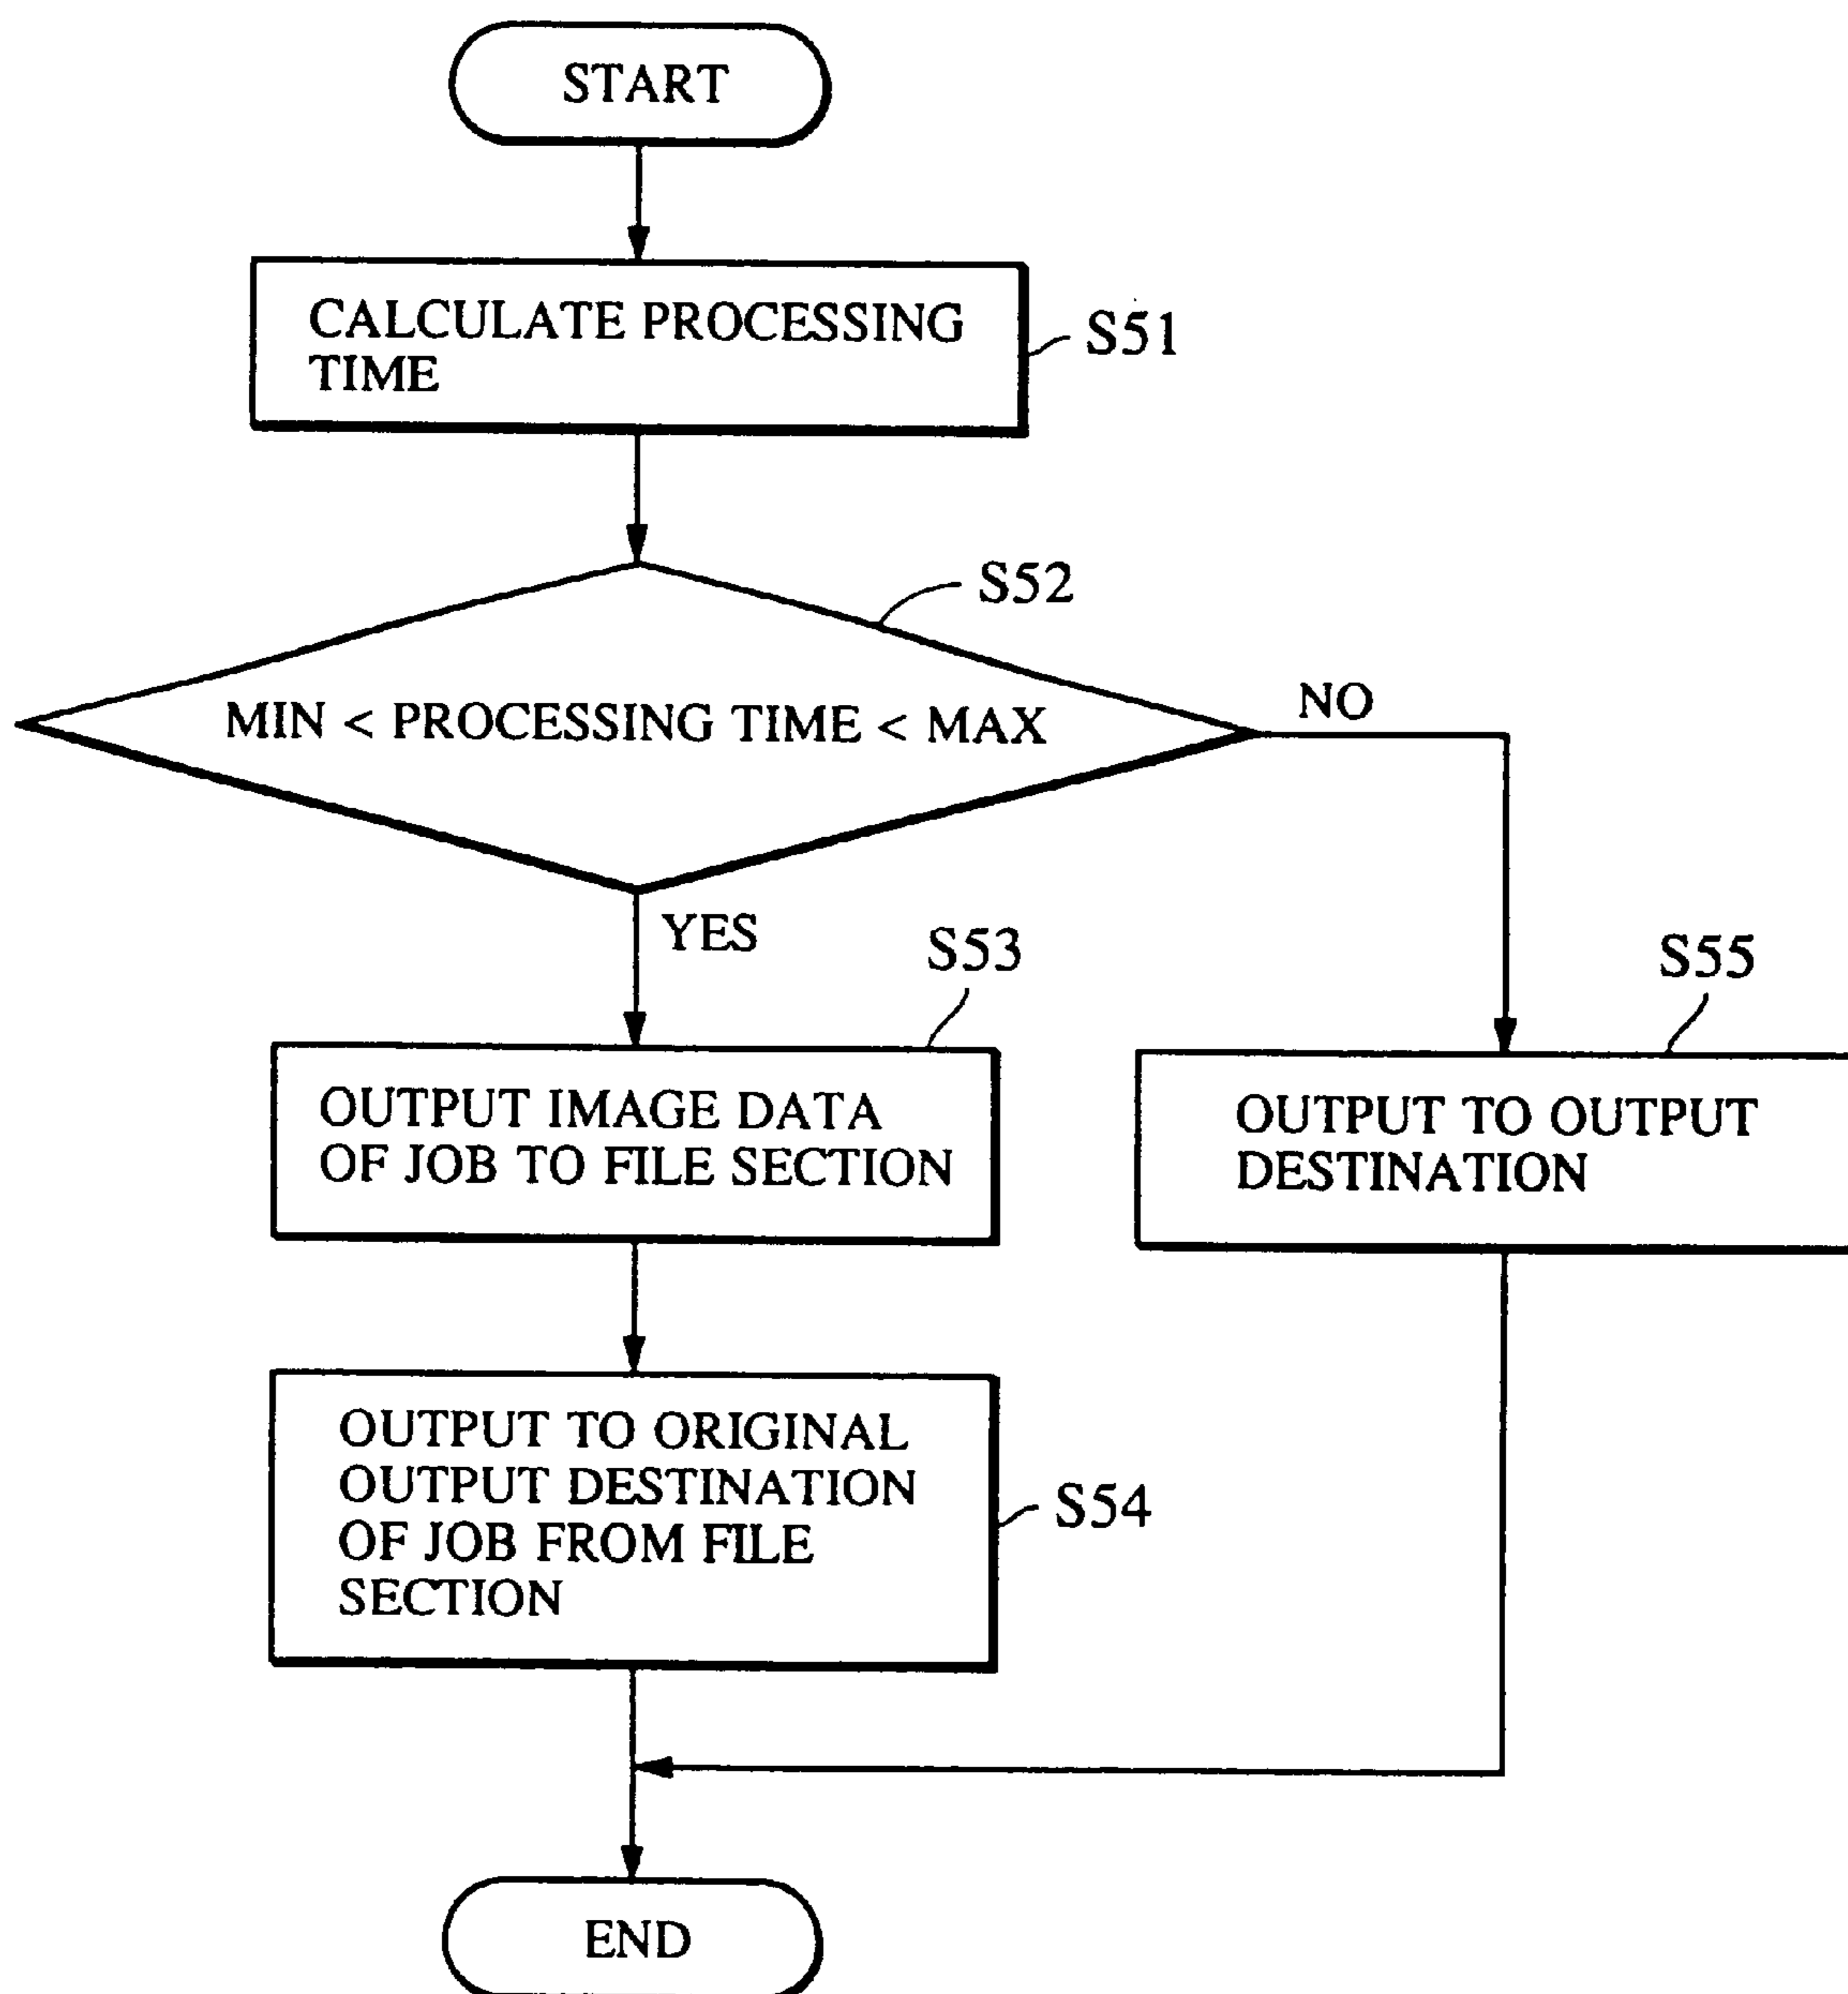 START
CALCULATE PROCESSING
TIME
S51
S52
MIN < PROCESSING TIME < MAX
NO
YES
S53
OUTPUT IMAGE DATA
OF JOB TO FILE SECTION
S55
OUTPUT TO OUTPUT
DESTINATION
OUTPUT TO ORIGINAL
OUTPUT DESTINATION
OF JOB FROM FILE
SECTION
S54
END